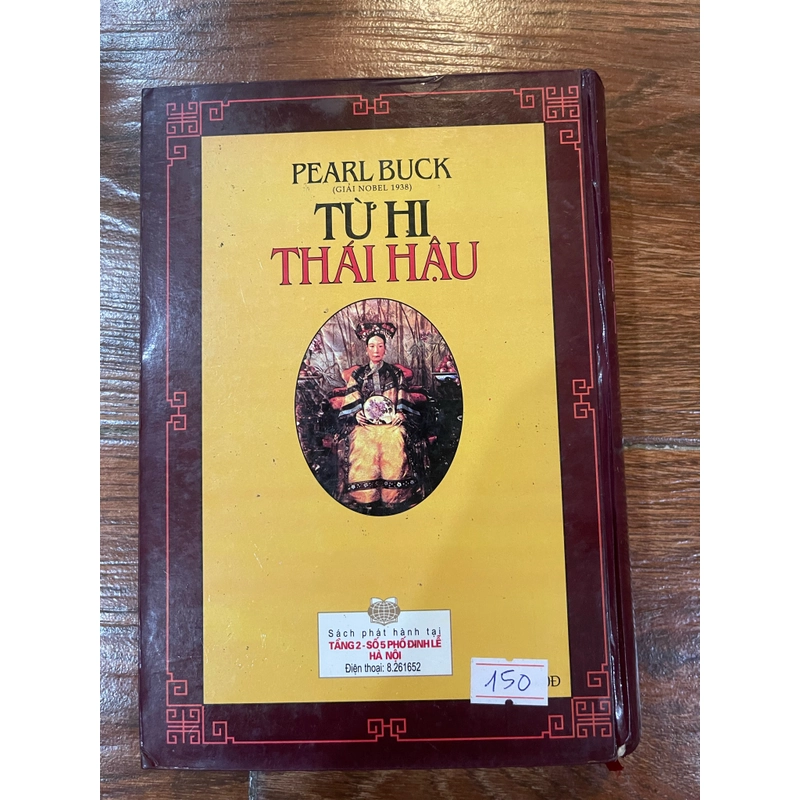 PEARL BUCK
(GIẢI NOBEL 1938)
TỪ HI
THÁI HẬU
Sách phát hành tại
TẦNG 2 - SỐ 5 PHỐ ĐINH LỄ
HÀ NỘI
Điện thoại: 8.261652
150
0Đ